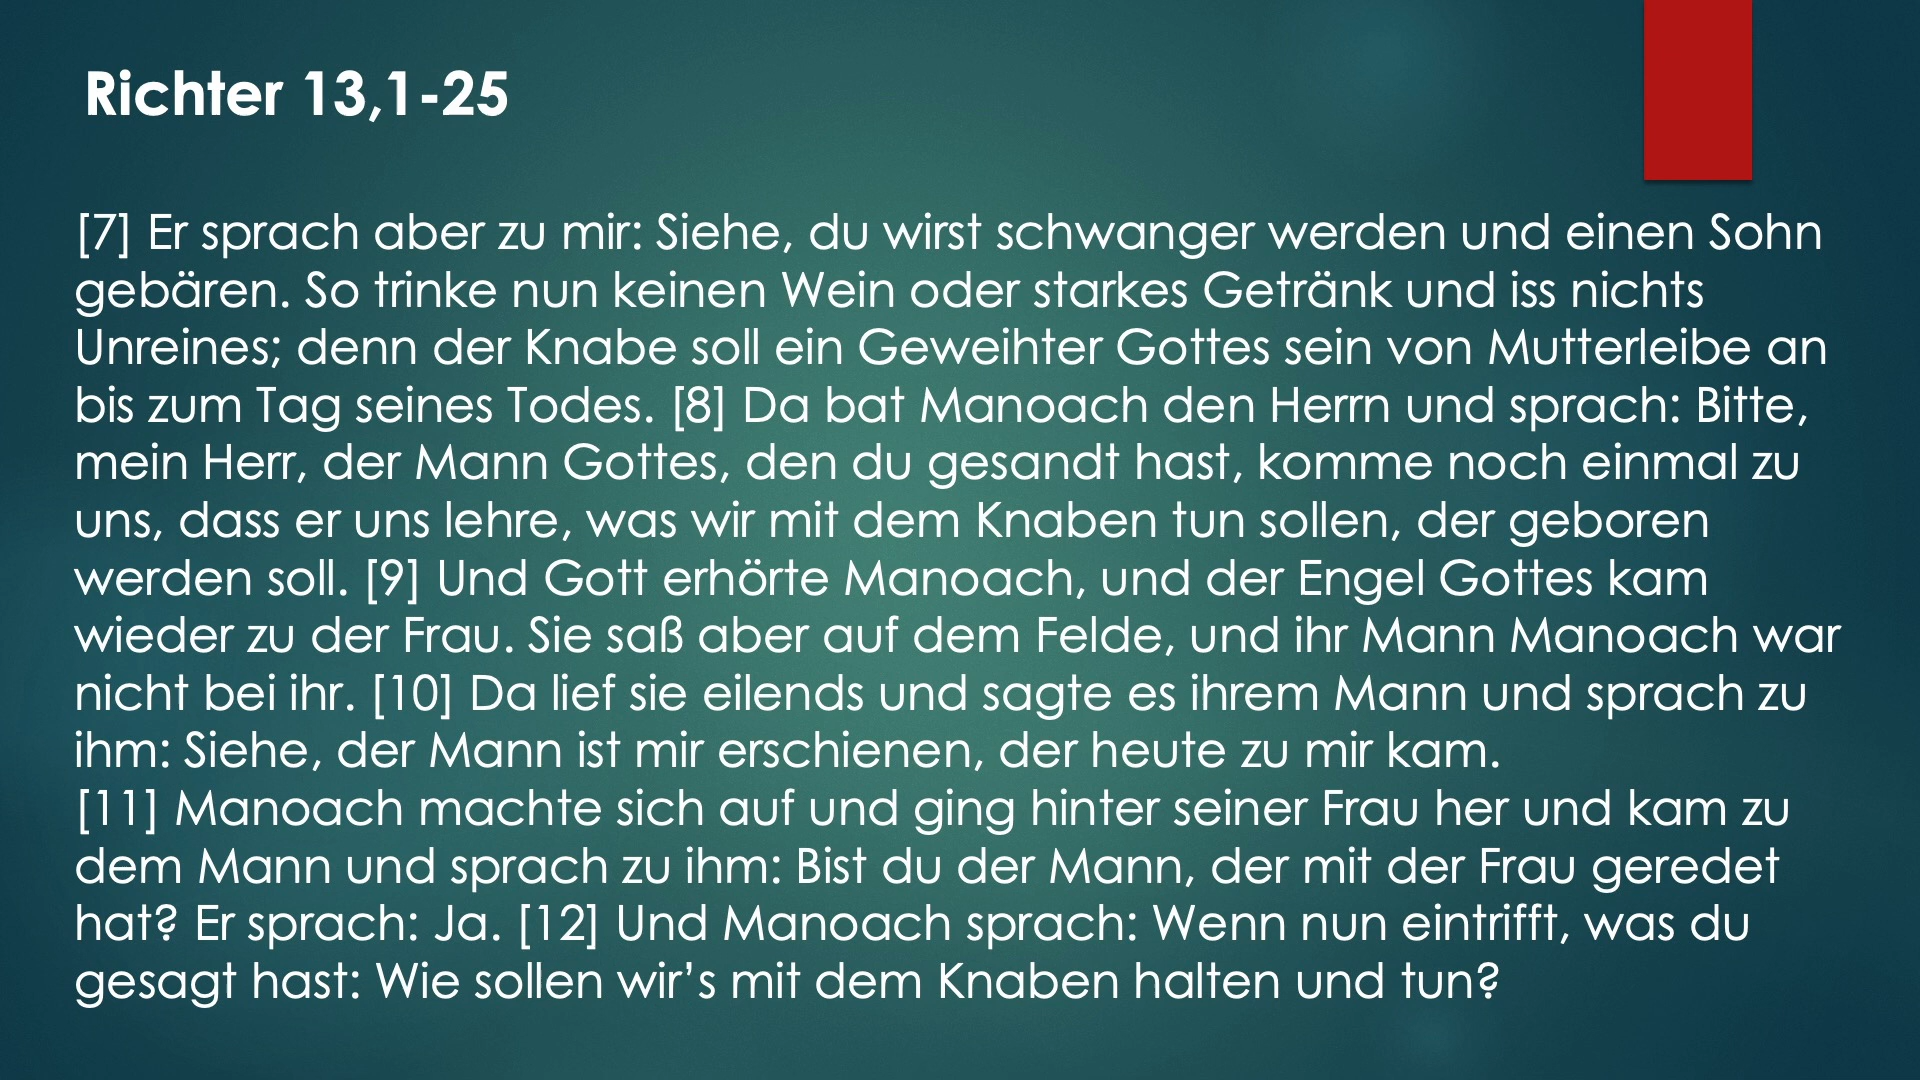 Richter 13,1-25
[7] Er sprach aber zu mir: Siehe, du wirst schwanger werden und einen Sohn
gebären. So trinke nun keinen Wein oder starkes Getränk und iss nichts
Unreines; denn der Knabe soll ein Geweihter Gottes sein von Mutterleibe an
bis zum Tag seines Todes. [8] Da bat Manoach den Herrn und sprach: Bitte,
mein Herr, der Mann Gottes, den du gesandt hast, komme noch einmal zu
uns, dass er uns lehre, was wir mit dem Knaben tun sollen, der geboren
werden soll. [9] Und Gott erhörte Manoach, und der Engel Gottes kam
wieder zu der Frau. Sie saß aber auf dem Felde, und ihr Mann Manoach war
nicht bei ihr. [10] Da lief sie eilends und sagte es ihrem Mann und sprach zu
ihm: Siehe, der Mann ist mir erschienen, der heute zu mir kam.
[11] Manoach machte sich auf und ging hinter seiner Frau her und kam zu
dem Mann und sprach zu ihm: Bist du der Mann, der mit der Frau geredet
hat? Er sprach: Ja. [12] Und Manoach sprach: Wenn nun eintrifft, was du
gesagt hast: Wie sollen wir’s mit dem Knaben halten und tun?